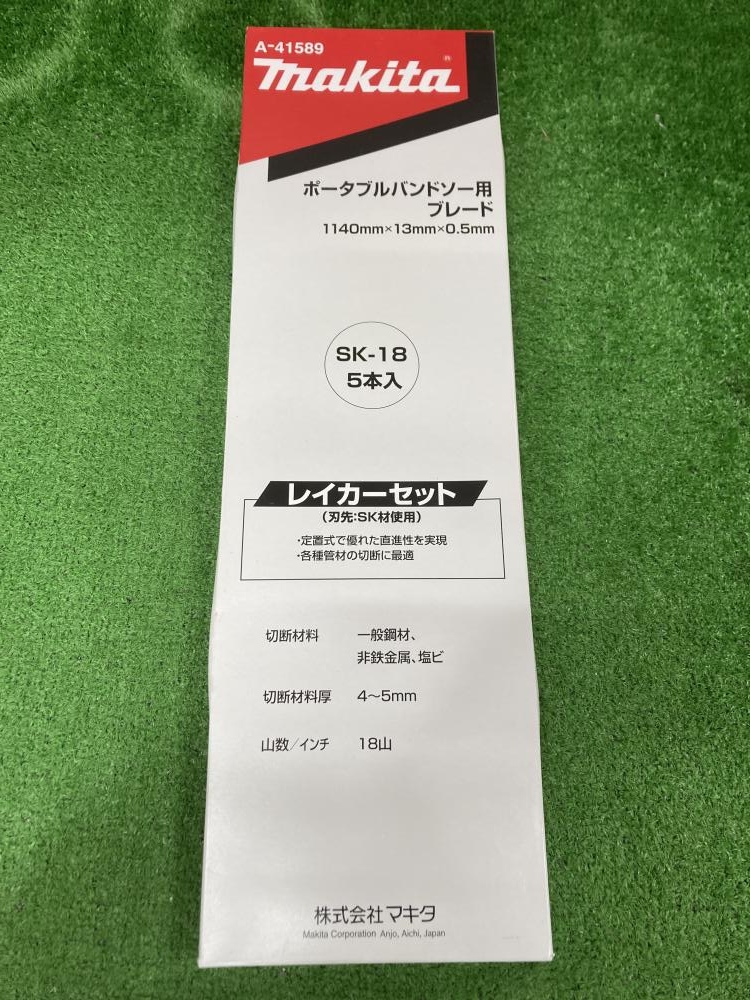 A-41589
makita®
ポータブルバンドソー用
ブレード
1140mm×13mm×0.5mm
SK-18
5本入
レイカーセット
(刃先:SK材使用)
・定置式で優れた直進性を実現
・各種管材の切断に最適
切断材料 一般鋼材、
非鉄金属、塩ビ
切断材料厚 4〜5mm
山数/インチ 18山
株式会社マキタ
Makita Corporation Anjo, Aichi, Japan